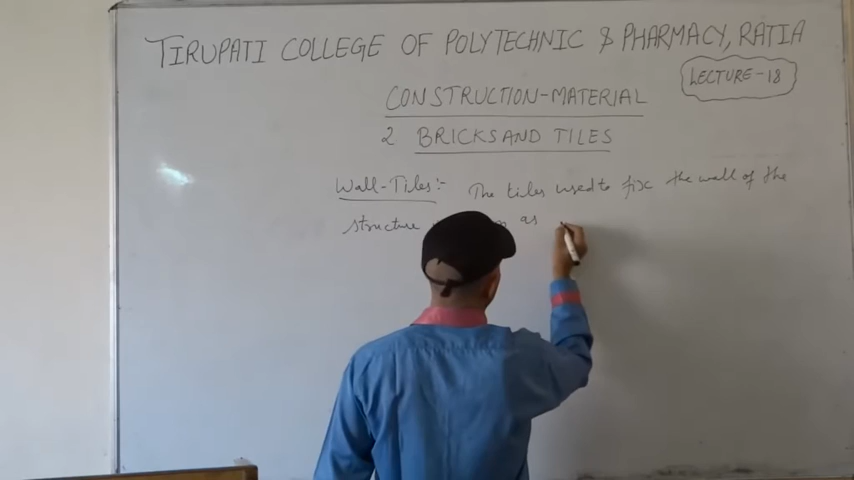 TIRUPATI COLLEGE OF POLYTECHNIC & PHARMACY, RATIA
LECTURE-18
CONSTRUCTION-MATERIAL
2 BRICKS AND TILES
Wall-Tiles:- The tiles used to fix the wall of the
structure as